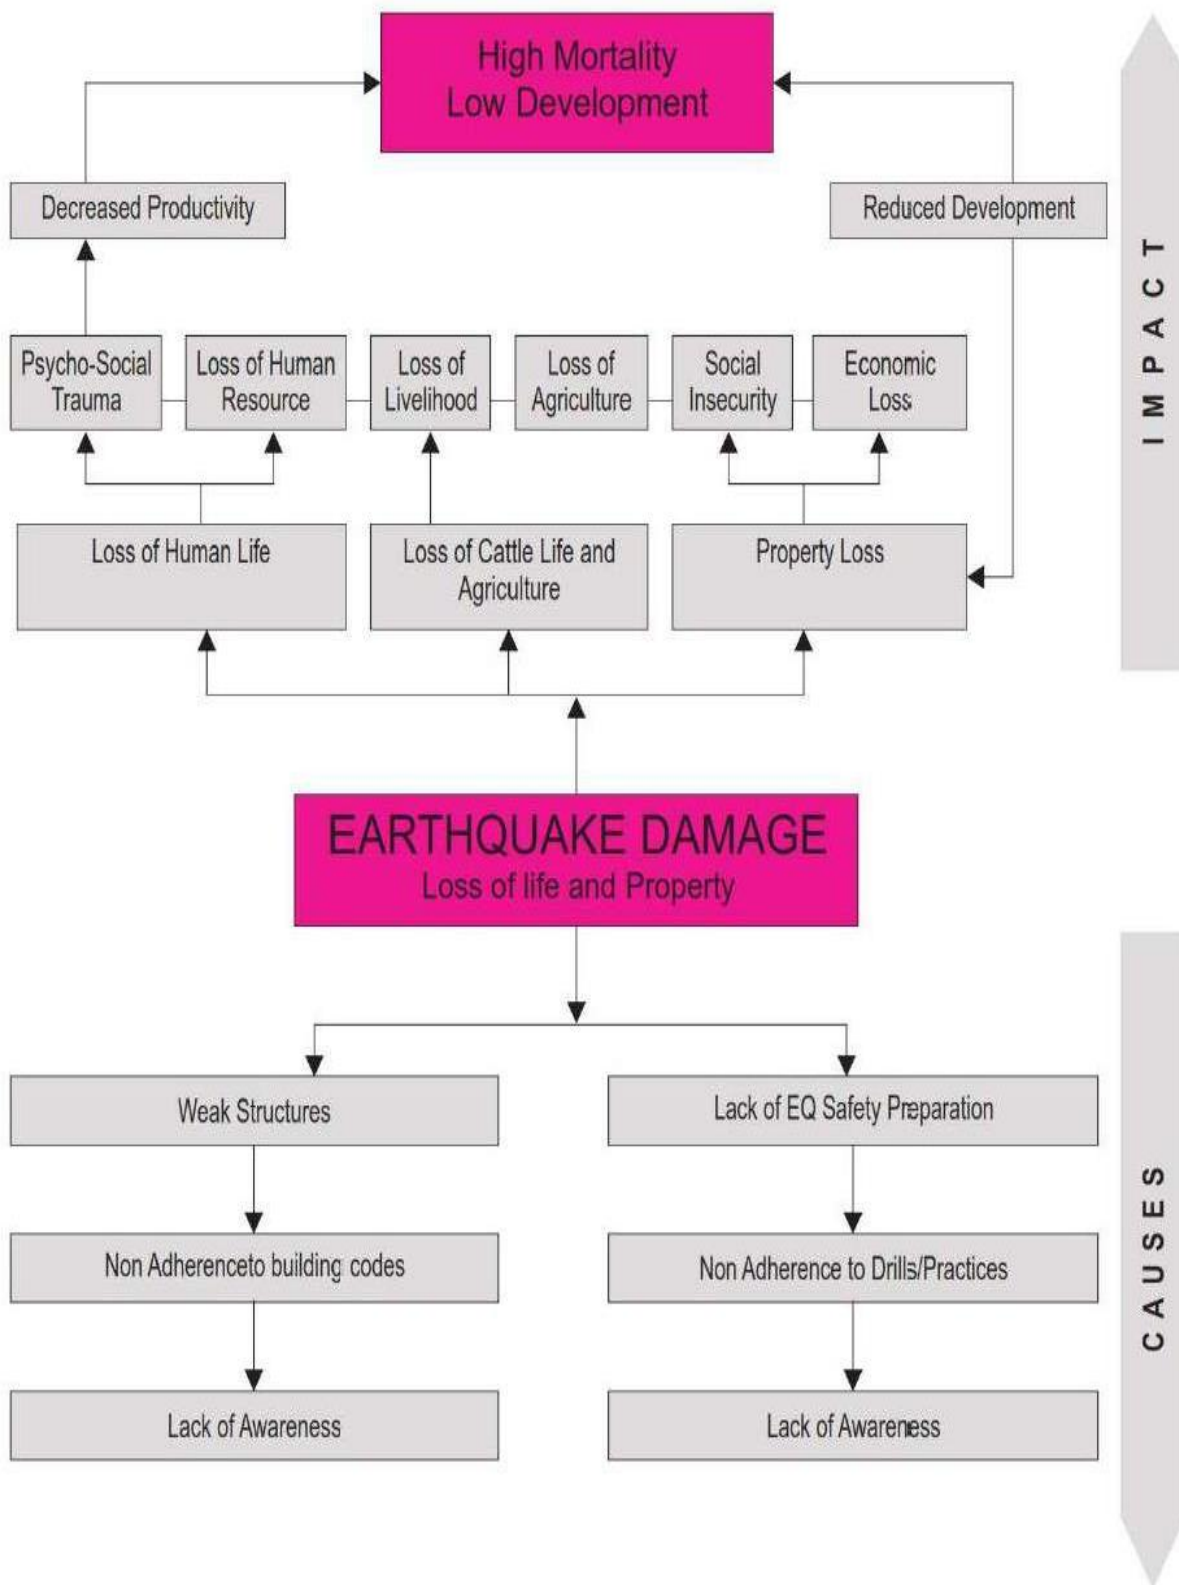 High Mortality
Low Development
Decreased Productivity
Reduced Development
Psycho-Social
Trauma
Loss of Human
Resource
Loss of
Livelihood
Loss of
Agriculture
Social
Insecurity
Economic
Loss
Loss of Human Life
Loss of Cattle Life and
Agriculture
Property Loss
IMPACT
EARTHQUAKE DAMAGE
Loss of life and Property
Weak Structures
Lack of EQ Safety Preparation
Non Adherenceto building codes
Non Adherence to Drills/Practices
Lack of Awareness
Lack of Awareness
CAUSES